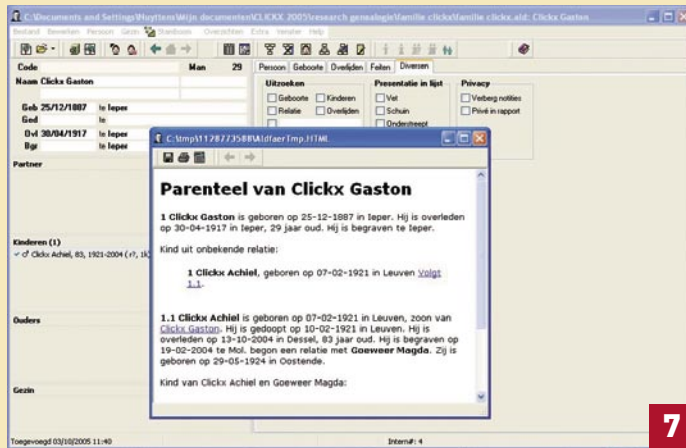 C:\Documents and Settings\Huyttens\Mijn documenten\CLICKX 2005\research genealogie\familie clickx\familie clickx.ald: Clickx Gaston
Bestand Bewerken Persoon Gezin Stamboom Overzichten Extra Venster Help
Code Man 29
Naam Clickx Gaston
Geb 25/12/1887 te Ieper
Ged te
Ovl 30/04/1917 te Ieper
Bgr te Ieper
Partner
Kinderen (1)
Clickx Achiel, 83, 1921-2004 (r?, 1k)
Ouders
Gezin
Persoon Geboorte Overlijden Feiten Diversen
Uitzoeken Presentatie in lijst Privacy
Geboorte Kinderen Vet Verberg notities
Relatie Overlijden Schuin Privé in rapport
Onderstreept
C:\tmp\1128773588\AldfaerTmp.HTML
Parenteel van Clickx Gaston
1 Clickx Gaston is geboren op 25-12-1887 in Ieper. Hij is overleden
op 30-04-1917 in Ieper, 29 jaar oud. Hij is begraven te Ieper.
Kind uit onbekende relatie:
1 Clickx Achiel, geboren op 07-02-1921 in Leuven Volgt
1.1.
1.1 Clickx Achiel is geboren op 07-02-1921 in Leuven, zoon van
Clickx Gaston. Hij is gedoopt op 10-02-1921 in Leuven. Hij is
overleden op 13-10-2004 in Dessel, 83 jaar oud. Hij is begraven op
19-02-2004 te Mol. begon een relatie met Goeweer Magda. Zij is
geboren op 29-05-1924 in Oostende.
Kind van Clickx Achiel en Goeweer Magda:
Toegevoegd 03/10/2005 11:40 Intern#: 4
7